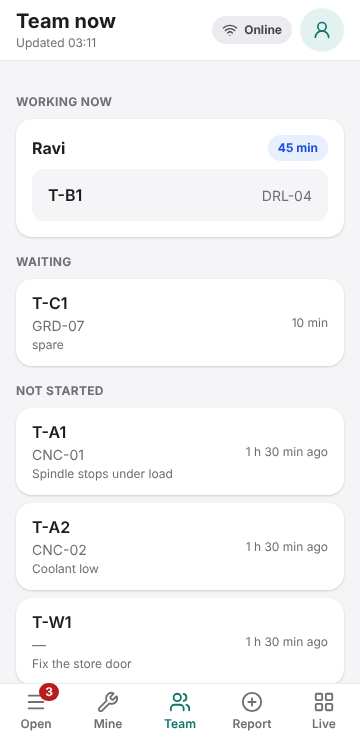 Team now
Updated 03:11
Online
WORKING NOW
Ravi
45 min
T-B1
DRL-04
WAITING
T-C1
GRD-07
spare
10 min
NOT STARTED
T-A1
CNC-01
Spindle stops under load
1 h 30 min ago
T-A2
CNC-02
Coolant low
1 h 30 min ago
T-W1
—
Fix the store door
1 h 30 min ago
3
Open
Mine
Team
Report
Live